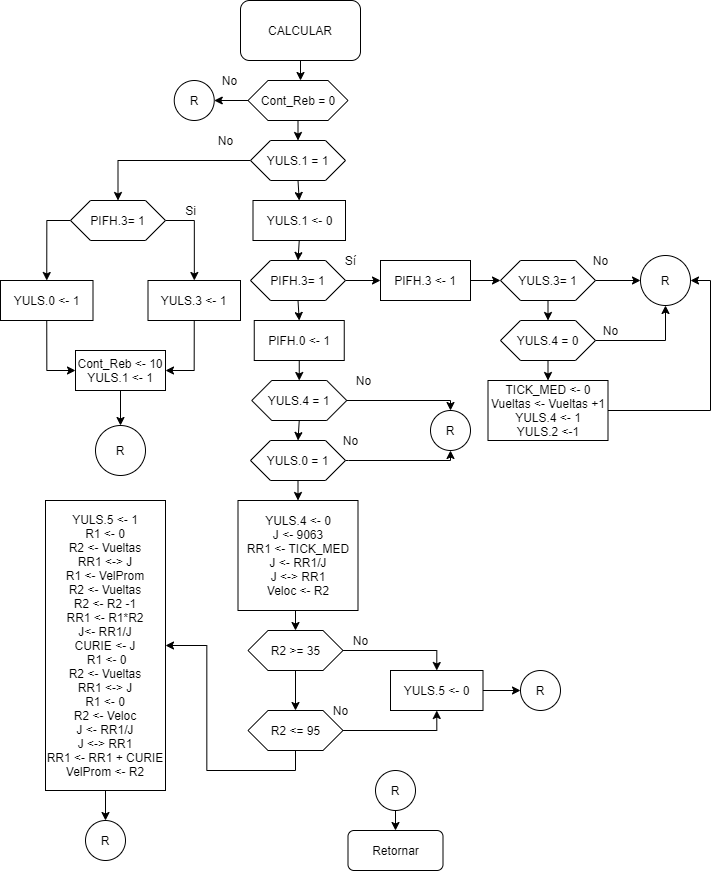 CALCULAR
No
R
Cont_Reb = 0
No
YULS.1 = 1
PIFH.3= 1
Si
YULS.1 <- 0
Sí
No
PIFH.3= 1
PIFH.3 <- 1
YULS.3= 1
R
YULS.0 <- 1
YULS.3 <- 1
PIFH.0 <- 1
No
YULS.4 = 0
Cont_Reb <- 10
YULS.1 <- 1
No
YULS.4 = 1
TICK_MED <- 0
Vueltas <- Vueltas +1
YULS.4 <- 1
YULS.2 <-1
R
No
R
YULS.0 = 1
YULS.5 <- 1
R1 <- 0
R2 <- Vueltas
RR1 <-> J
R1 <- VelProm
R2 <- Vueltas
R2 <- R2 -1
RR1 <- R1*R2
J<- RR1/J
CURIE <- J
R1 <- 0
R2 <- Vueltas
RR1 <-> J
R1 <- 0
R2 <- Veloc
J <- RR1/J
J <-> RR1
RR1 <- RR1 + CURIE
VelProm <- R2
YULS.4 <- 0
J <- 9063
RR1 <- TICK_MED
J <- RR1/J
J <-> RR1
Veloc <- R2
No
R2 >= 35
YULS.5 <- 0
R
No
R2 <= 95
R
R
Retornar